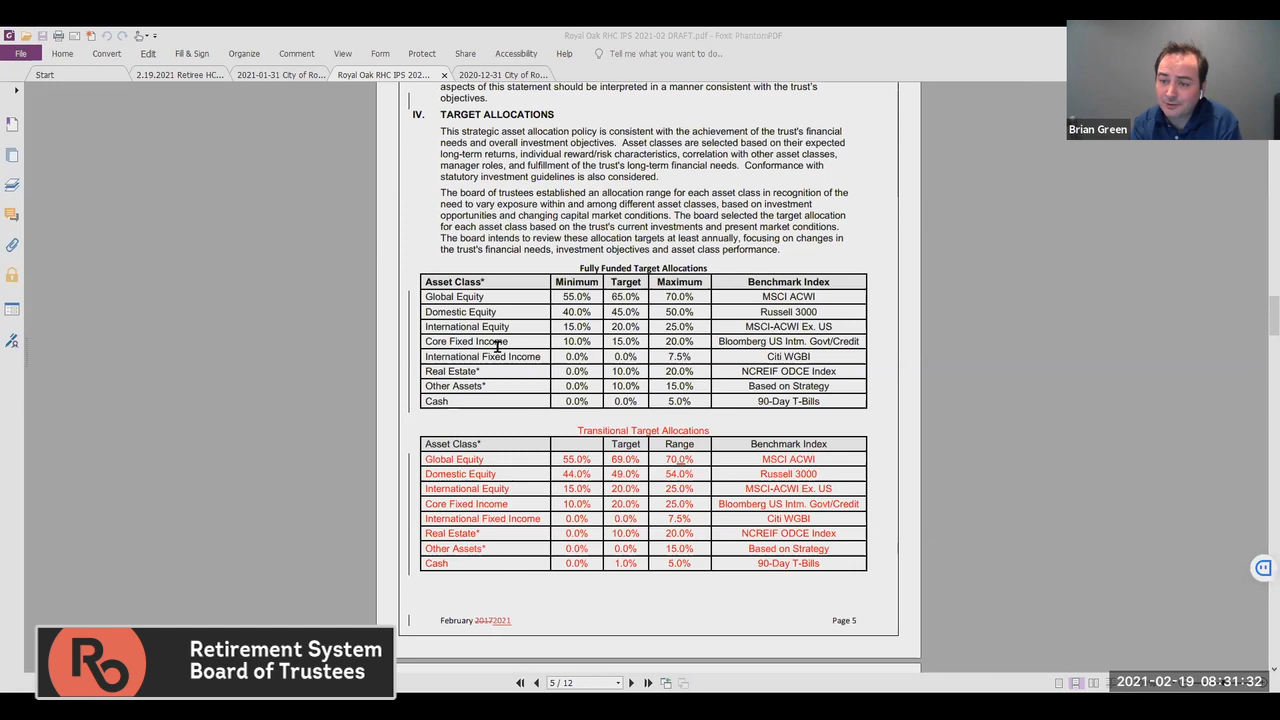 Royal Oak RHC IPS 2021-02 DRAFT.pdf - Foxit PhantomPDF
File Home Convert Edit Fill & Sign Organize Comment View Form Protect Share Accessibility Help Tell me what you want to do..
Start 2.19.2021 Retiree HC... 2021-01-31 City of Ro... Royal Oak RHC IPS 202... 2020-12-31 City of Ro...
aspects of this statement should be interpreted in a manner consistent with the trust's
objectives.
IV. TARGET ALLOCATIONS
This strategic asset allocation policy is consistent with the achievement of the trust's financial
needs and overall investment objectives. Asset classes are selected based on their expected
long-term returns, individual reward/risk characteristics, correlation with other asset classes,
manager roles, and fulfillment of the trust's long-term financial needs. Conformance with
statutory investment guidelines is also considered.
The board of trustees established an allocation range for each asset class in recognition of the
need to vary exposure within and among different asset classes, based on investment
opportunities and changing capital market conditions. The board selected the target allocation
for each asset class based on the trust's current investments and present market conditions.
The board intends to review these allocation targets at least annually, focusing on changes in
the trust's financial needs, investment objectives and asset class performance.
Fully Funded Target Allocations
Asset Class* Minimum Target Maximum Benchmark Index
Global Equity 55.0% 65.0% 70.0% MSCI ACWI
Domestic Equity 40.0% 45.0% 50.0% Russell 3000
International Equity 15.0% 20.0% 25.0% MSCI-ACWI Ex. US
Core Fixed Income 10.0% 15.0% 20.0% Bloomberg US Intm. Govt/Credit
International Fixed Income 0.0% 0.0% 7.5% Citi WGBI
Real Estate* 0.0% 10.0% 20.0% NCREIF ODCE Index
Other Assets* 0.0% 10.0% 15.0% Based on Strategy
Cash 0.0% 0.0% 5.0% 90-Day T-Bills
Transitional Target Allocations
Asset Class* Target Range Benchmark Index
Global Equity 55.0% 69.0% 70.0% MSCI ACWI
Domestic Equity 44.0% 49.0% 54.0% Russell 3000
International Equity 15.0% 20.0% 25.0% MSCI-ACWI Ex. US
Core Fixed Income 10.0% 20.0% 25.0% Bloomberg US Intm. Govt/Credit
International Fixed Income 0.0% 0.0% 7.5% Citi WGBI
Real Estate* 0.0% 10.0% 20.0% NCREIF ODCE Index
Other Assets* 0.0% 0.0% 15.0% Based on Strategy
Cash 0.0% 1.0% 5.0% 90-Day T-Bills
February 20172021 Page 5
Brian Green
Ro
Retirement System
Board of Trustees
5 / 12
2021-02-19 08:31:32